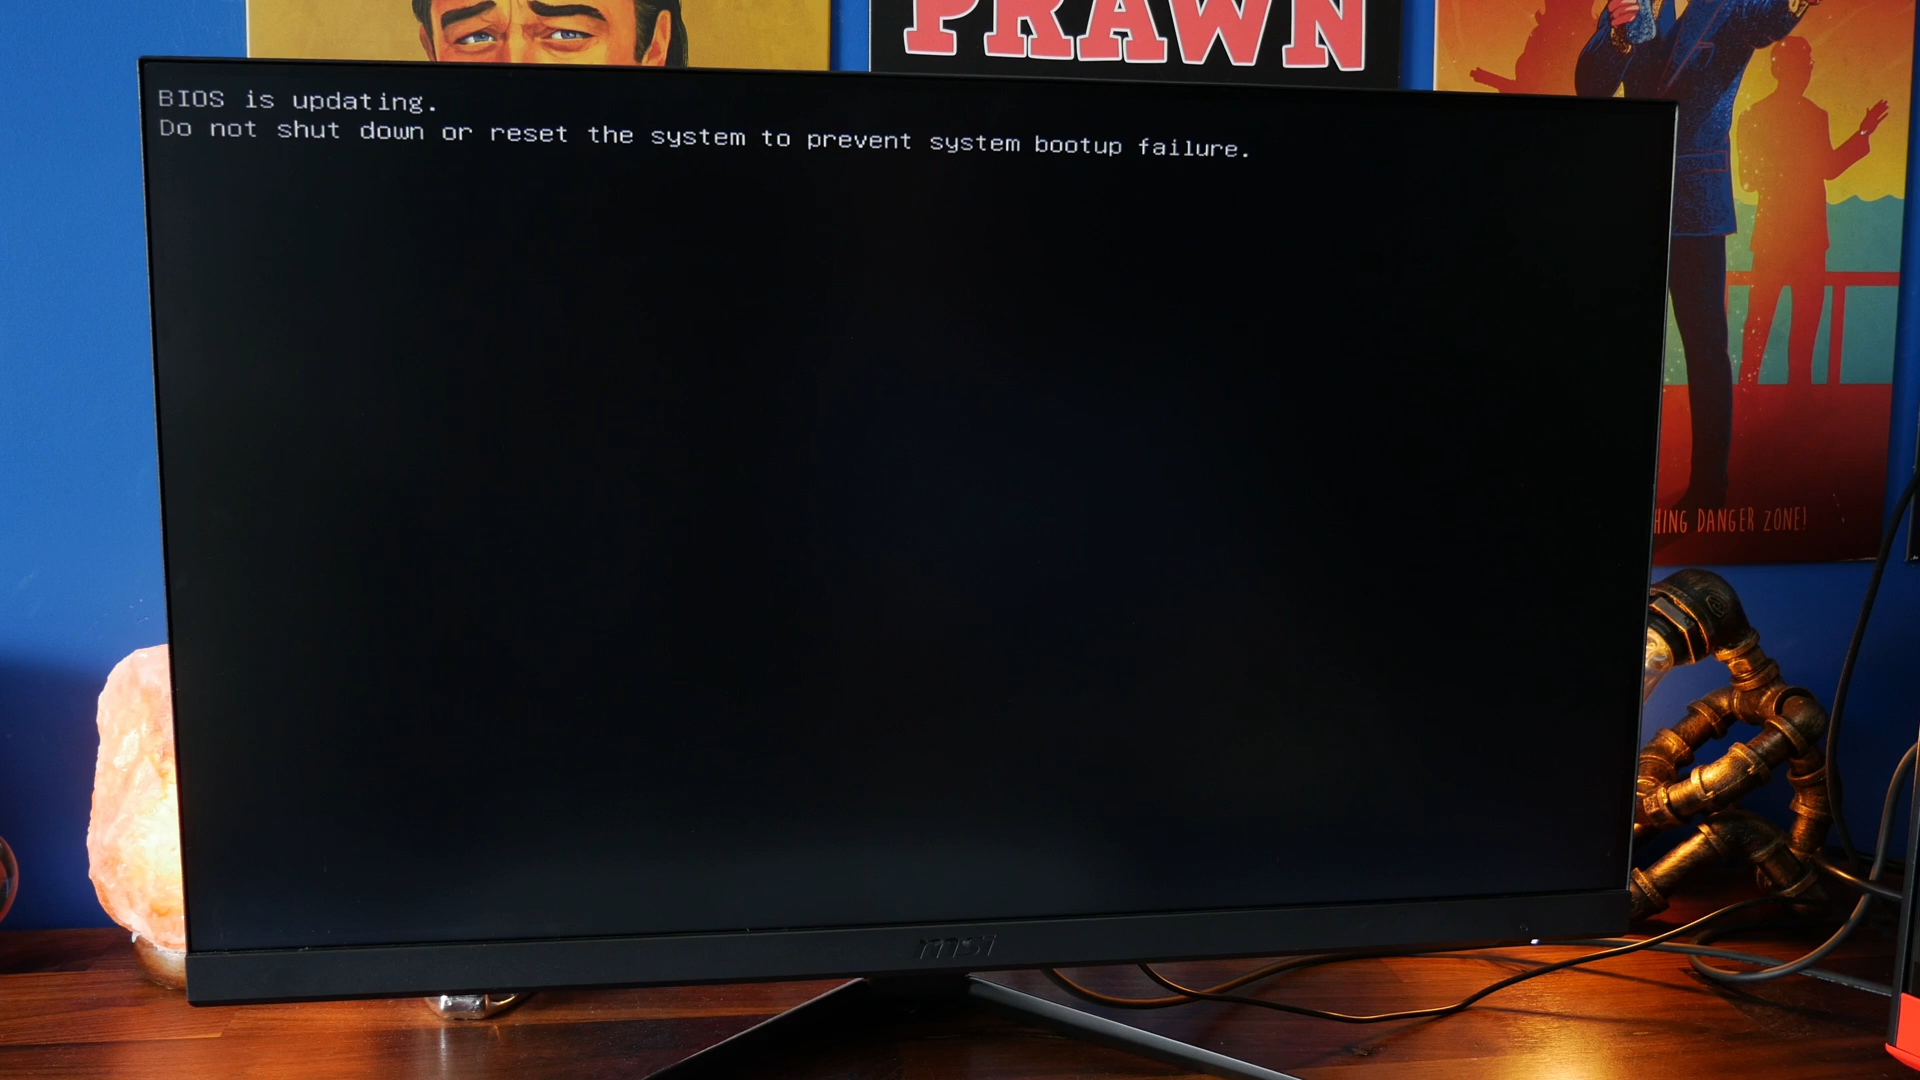 PRAWN
BIOS is updating.
Do not shut down or reset the system to prevent system bootup failure.
HING DANGER ZONE!
msi